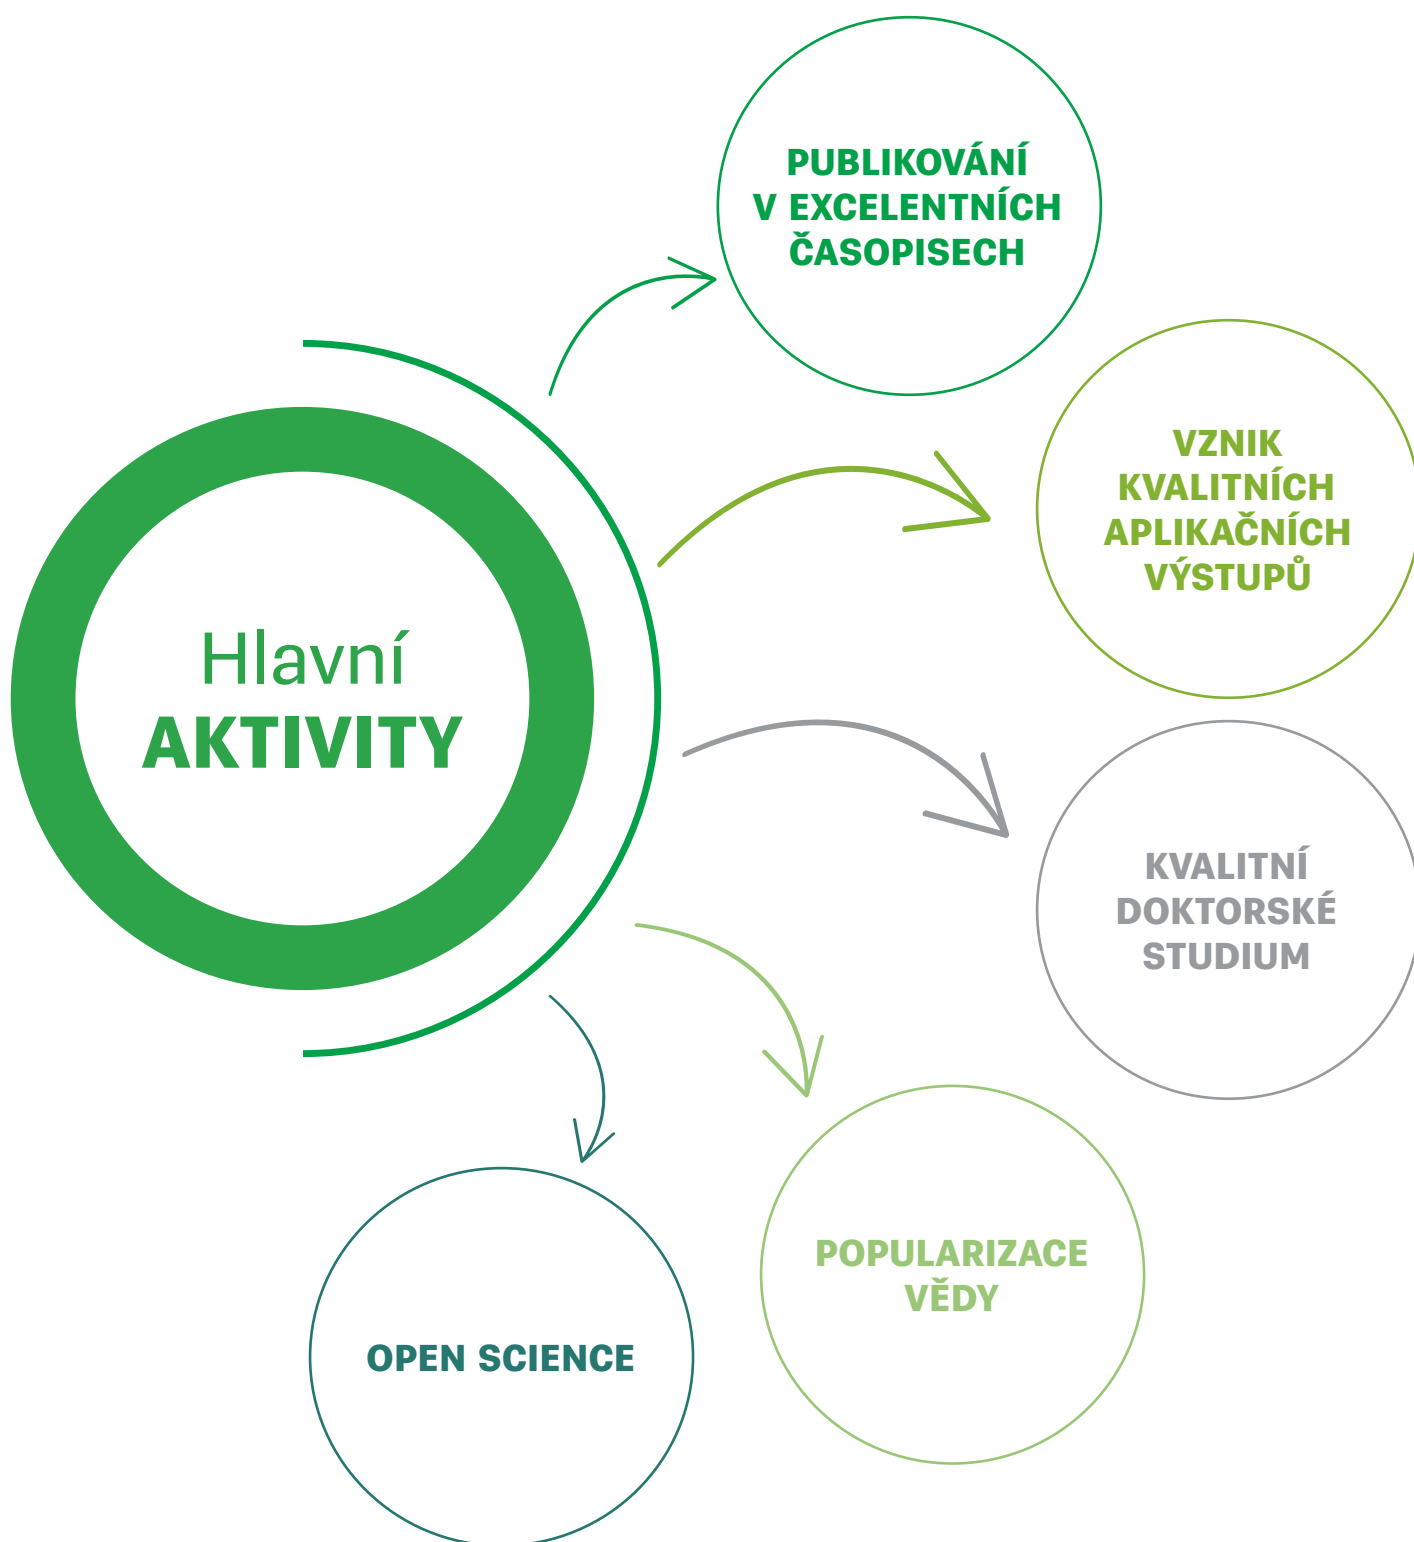 Hlavní
AKTIVITY
PUBLIKOVÁNÍ
V EXCELENTNÍCH
ČASOPISECH
VZNIK
KVALITNÍCH
APLIKAČNÍCH
VÝSTUPŮ
KVALITNÍ
DOKTORSKÉ
STUDIUM
POPULARIZACE
VĚDY
OPEN SCIENCE